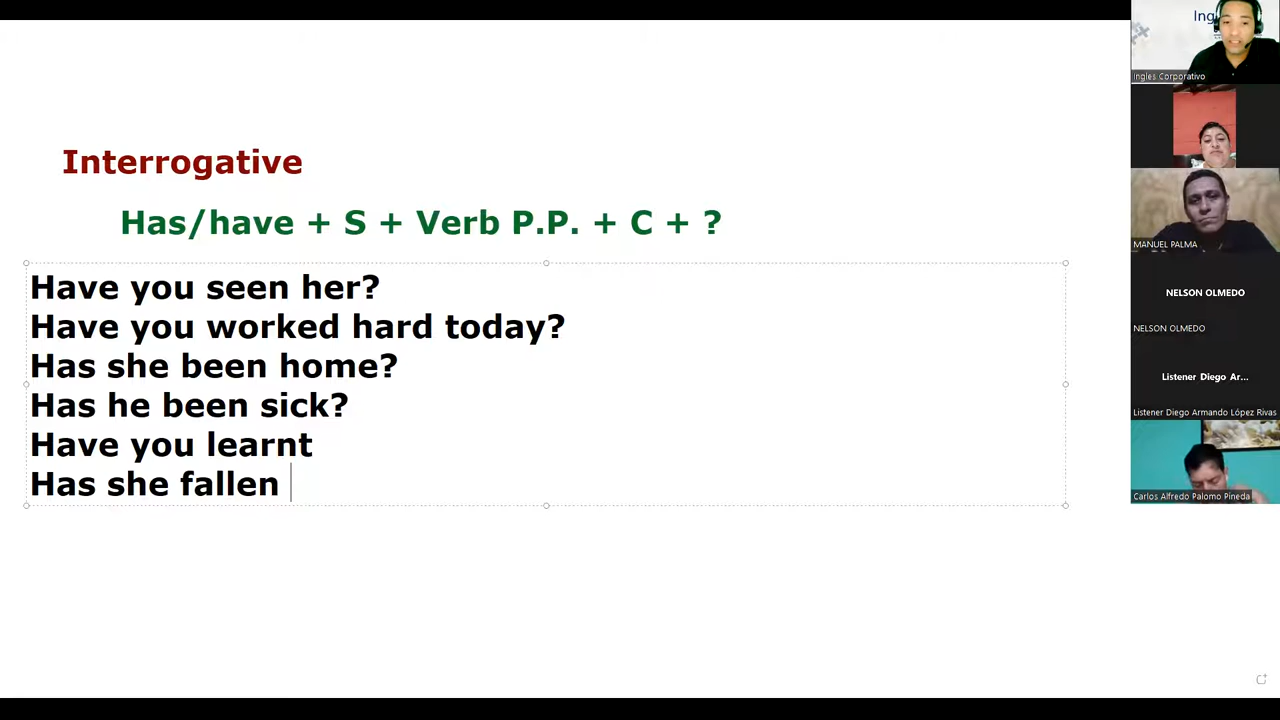 Interrogative
Has/have + S + Verb P.P. + C + ?
Have you seen her?
Have you worked hard today?
Has she been home?
Has he been sick?
Have you learnt
Has she fallen
Ing
Ingles Corporativo
MANUEL PALMA
NELSON OLMEDO
NELSON OLMEDO
Listener Diego Ar...
Listener Diego Armando López Rivas
Carlos Alfredo Palomo Pineda